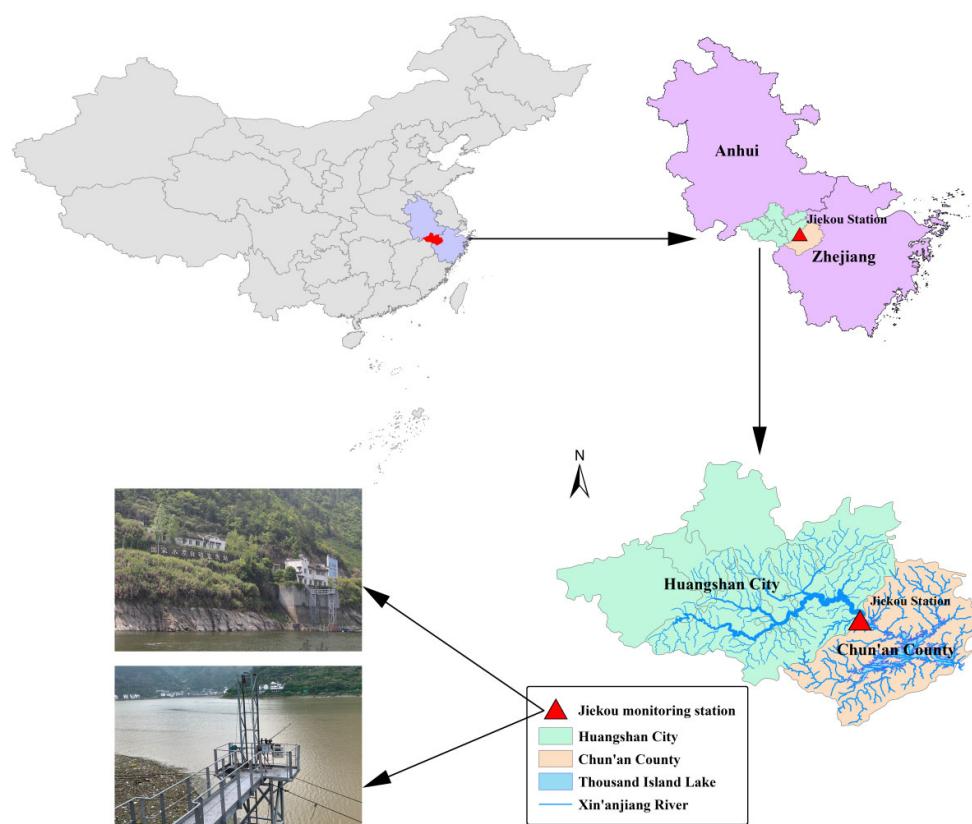 Anhui
Jiekou Station
Zhejiang
N
Huangshan City
Jiekou Station
Chun'an County
Jiekou monitoring station
Huangshan City
Chun'an County
Thousand Island Lake
Xin'anjiang River